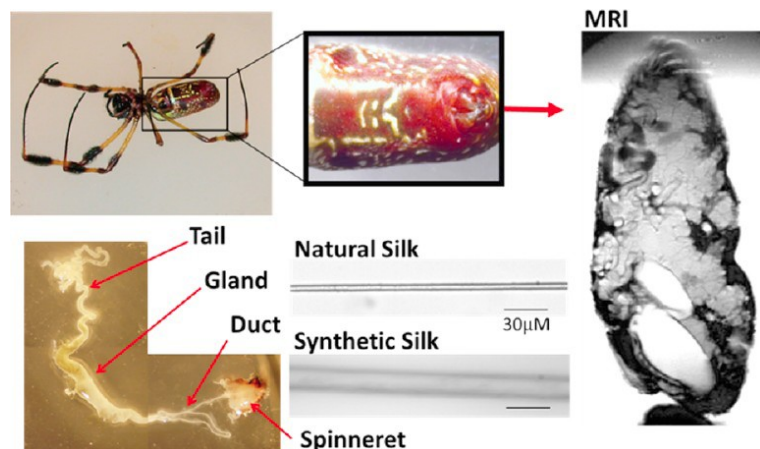 MRI
Tail
Gland
Duct
Spinneret
Natural Silk
30µM
Synthetic Silk